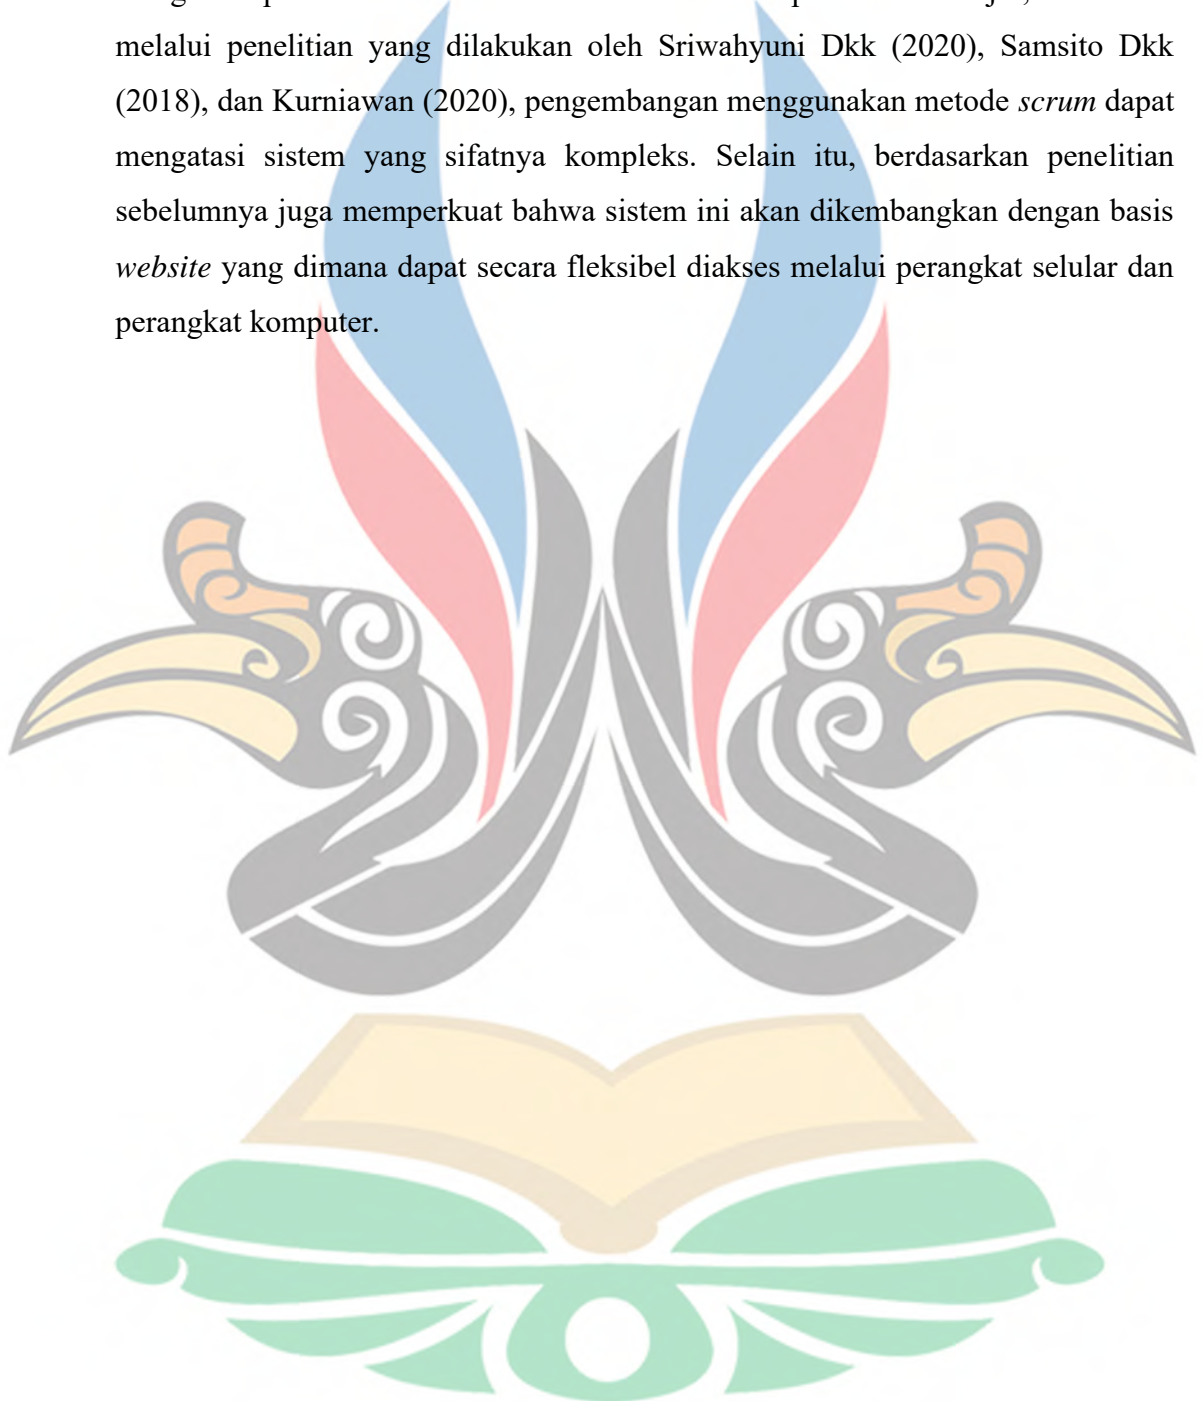 melalui penelitian yang dilakukan oleh Sriwahyuni Dkk (2020), Samsito Dkk
(2018), dan Kurniawan (2020), pengembangan menggunakan metode scrum dapat
mengatasi sistem yang sifatnya kompleks. Selain itu, berdasarkan penelitian
sebelumnya juga memperkuat bahwa sistem ini akan dikembangkan dengan basis
website yang dimana dapat secara fleksibel diakses melalui perangkat selular dan
perangkat komputer.